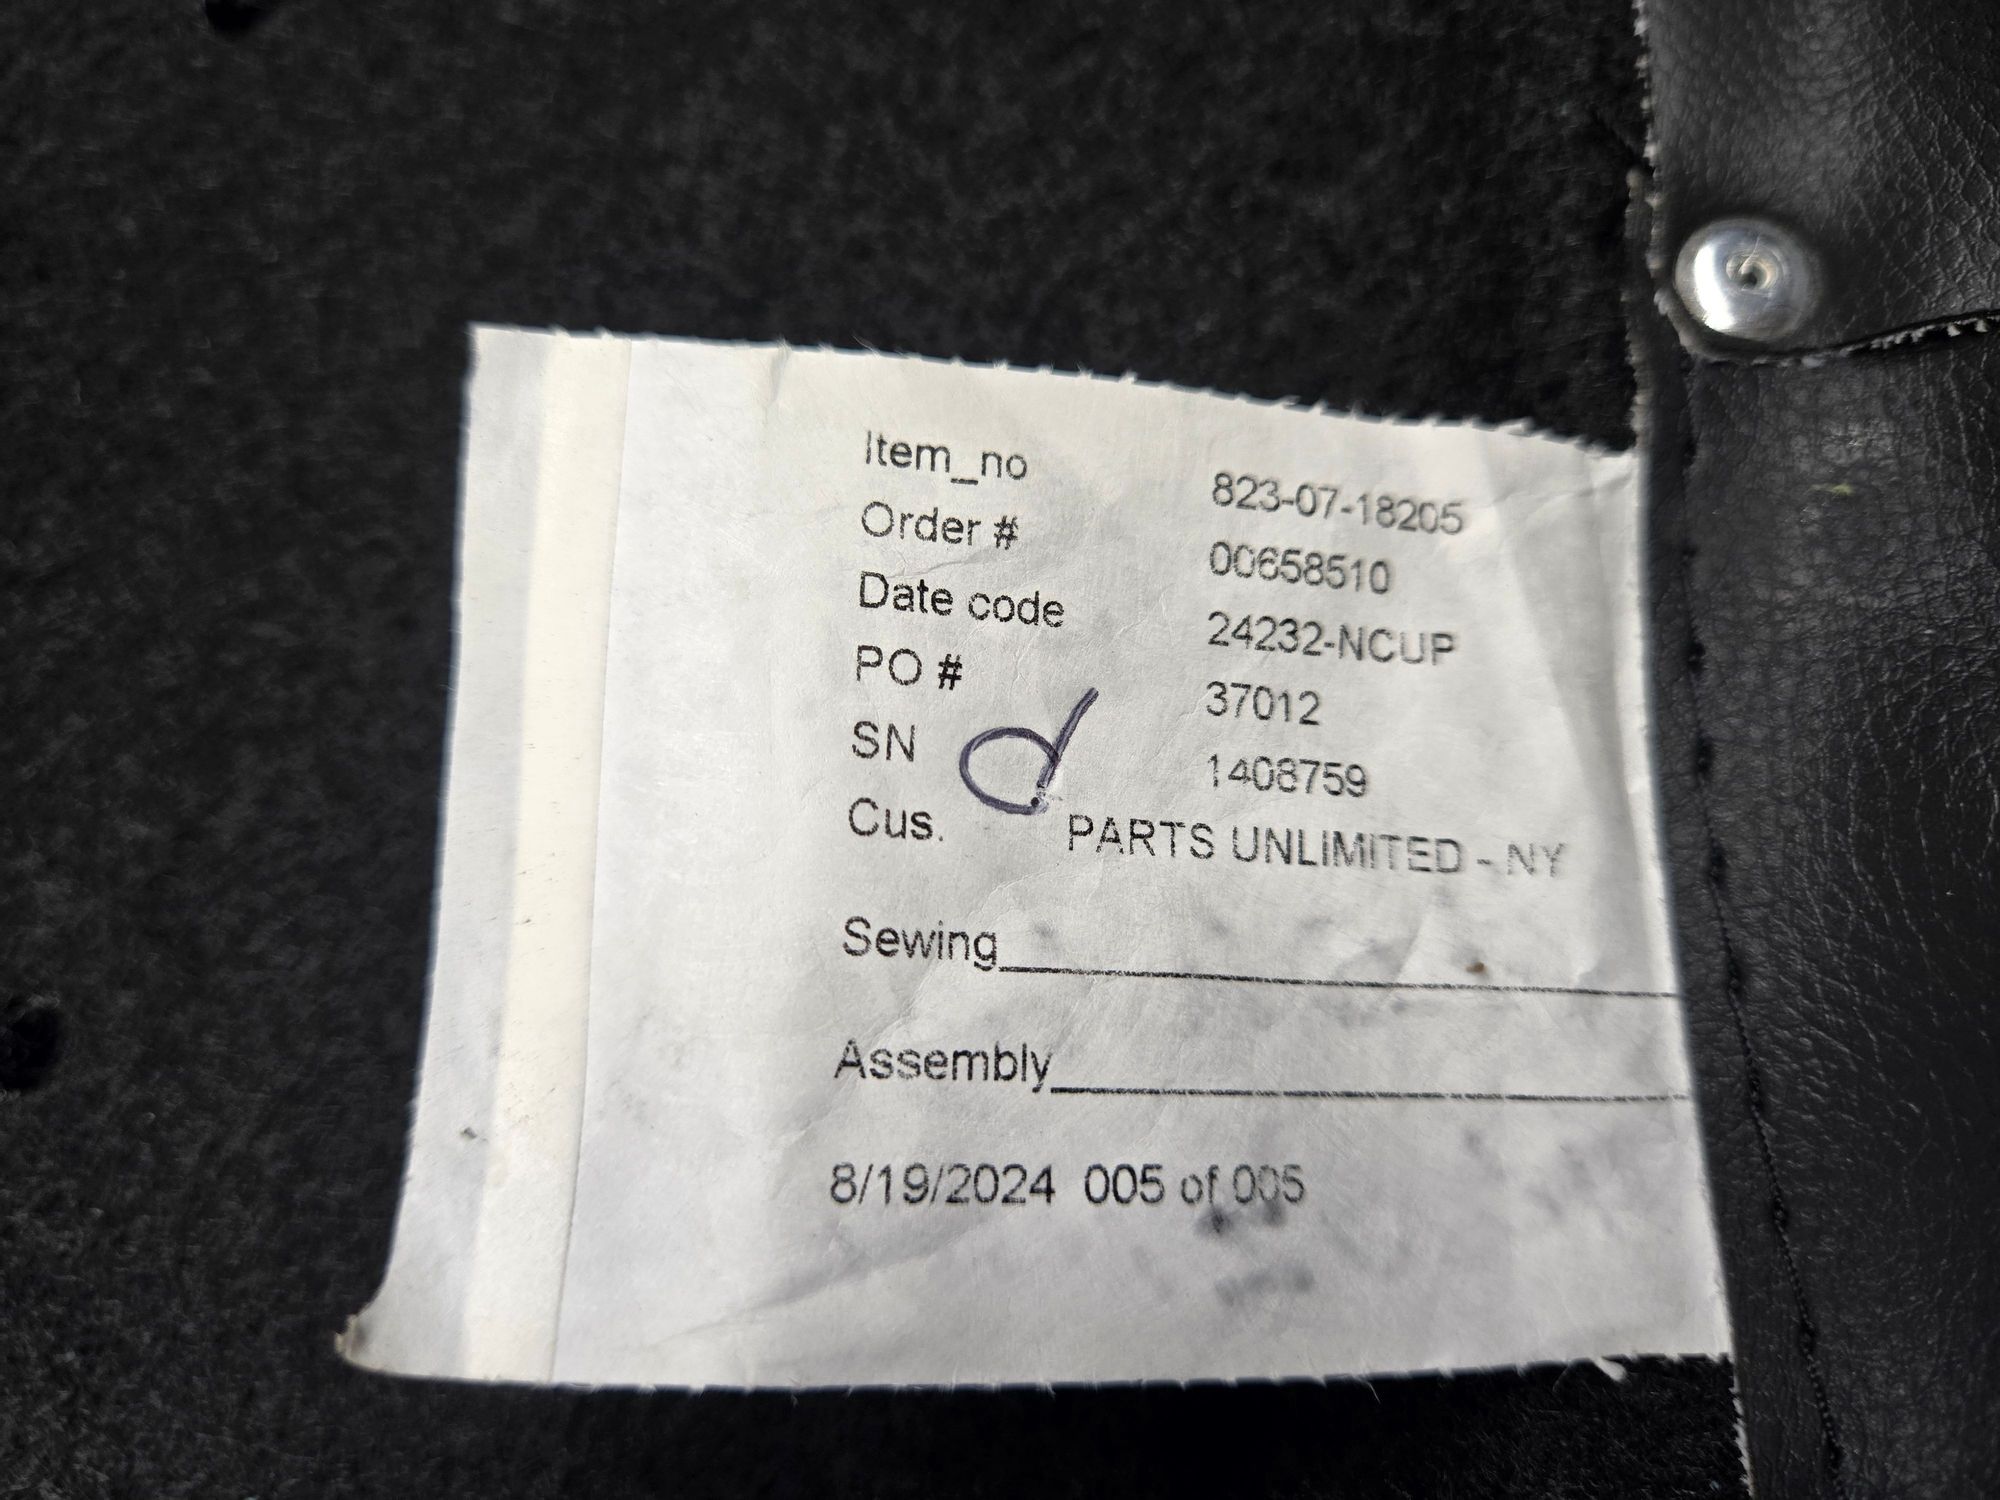 Item_no 823-07-18205
Order # 00658510
Date code 24232-NCUP
PO # 37012
SN 1408759
d
Cus. PARTS UNLIMITED - NY
Sewing
Assembly
8/19/2024 005 of 005